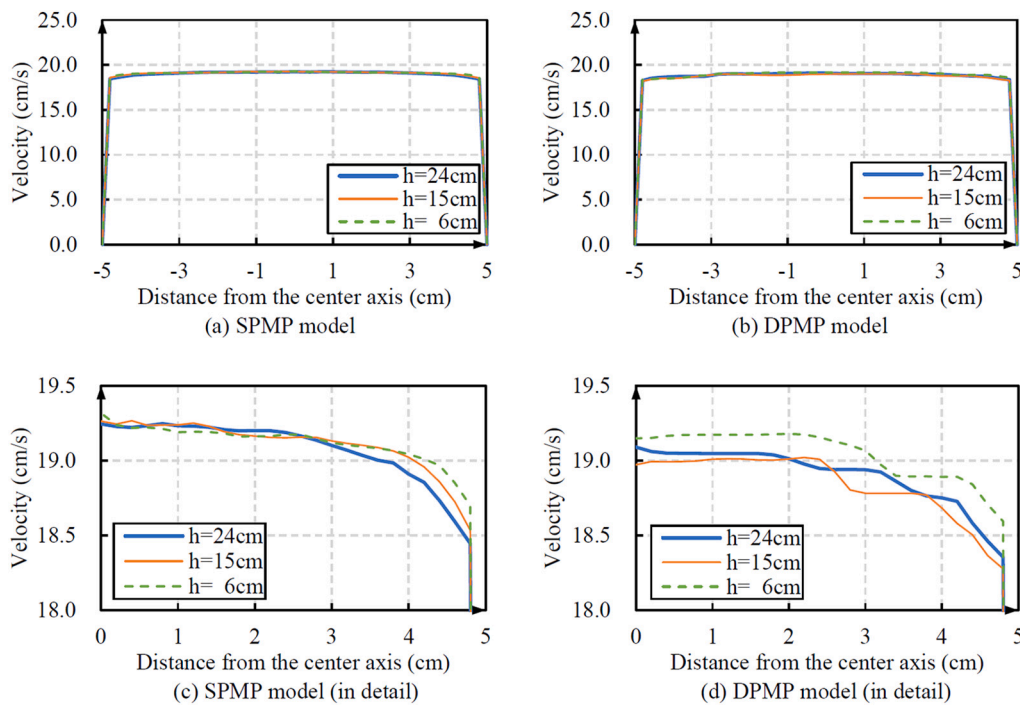 25.0
20.0
15.0
10.0
5.0
0.0
Velocity (cm/s)
h=24cm
h=15cm
h= 6cm
-5 -3 -1 1 3 5
Distance from the center axis (cm)
(a) SPMP model
25.0
20.0
15.0
10.0
5.0
0.0
Velocity (cm/s)
h=24cm
h=15cm
h= 6cm
-5 -3 -1 1 3 5
Distance from the center axis (cm)
(b) DPMP model
19.5
19.0
18.5
18.0
Velocity (cm/s)
h=24cm
h=15cm
h= 6cm
0 1 2 3 4 5
Distance from the center axis (cm)
(c) SPMP model (in detail)
19.5
19.0
18.5
18.0
Velocity (cm/s)
h=24cm
h=15cm
h= 6cm
0 1 2 3 4 5
Distance from the center axis (cm)
(d) DPMP model (in detail)